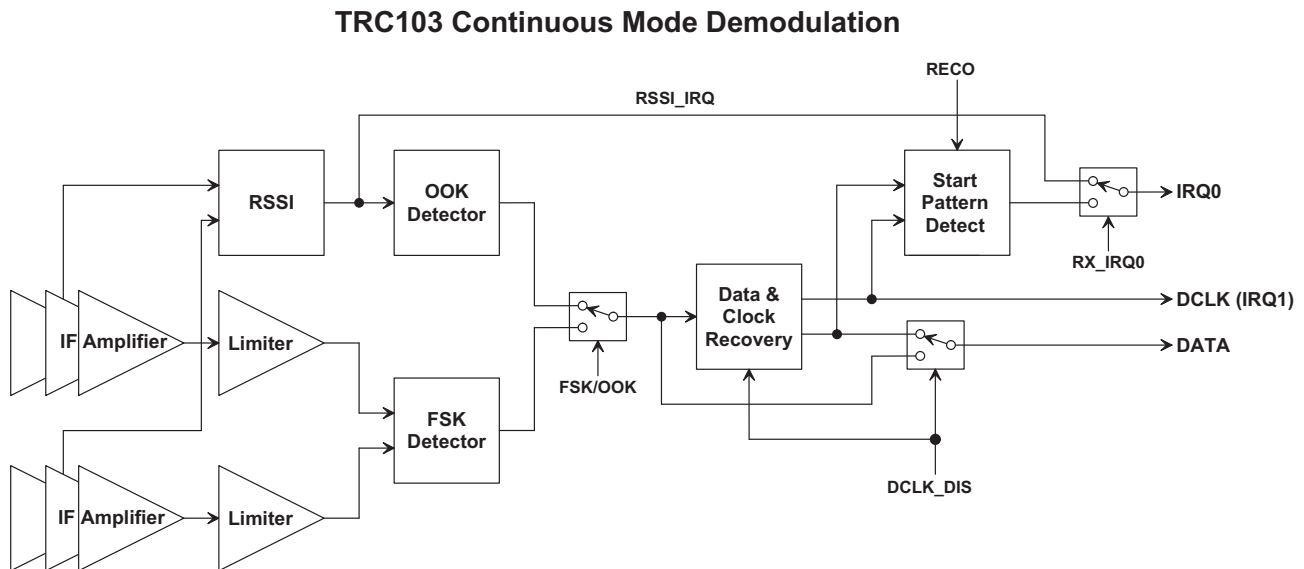 TRC103 Continuous Mode Demodulation
RECO
RSSI_IRQ
RSSI
OOK
Detector
Start
Pattern
Detect
IRQ0
RX_IRQ0
IF Amplifier
Limiter
Data &
Clock
Recovery
DCLK (IRQ1)
DATA
FSK/OOK
FSK
Detector
DCLK_DIS
IF Amplifier
Limiter